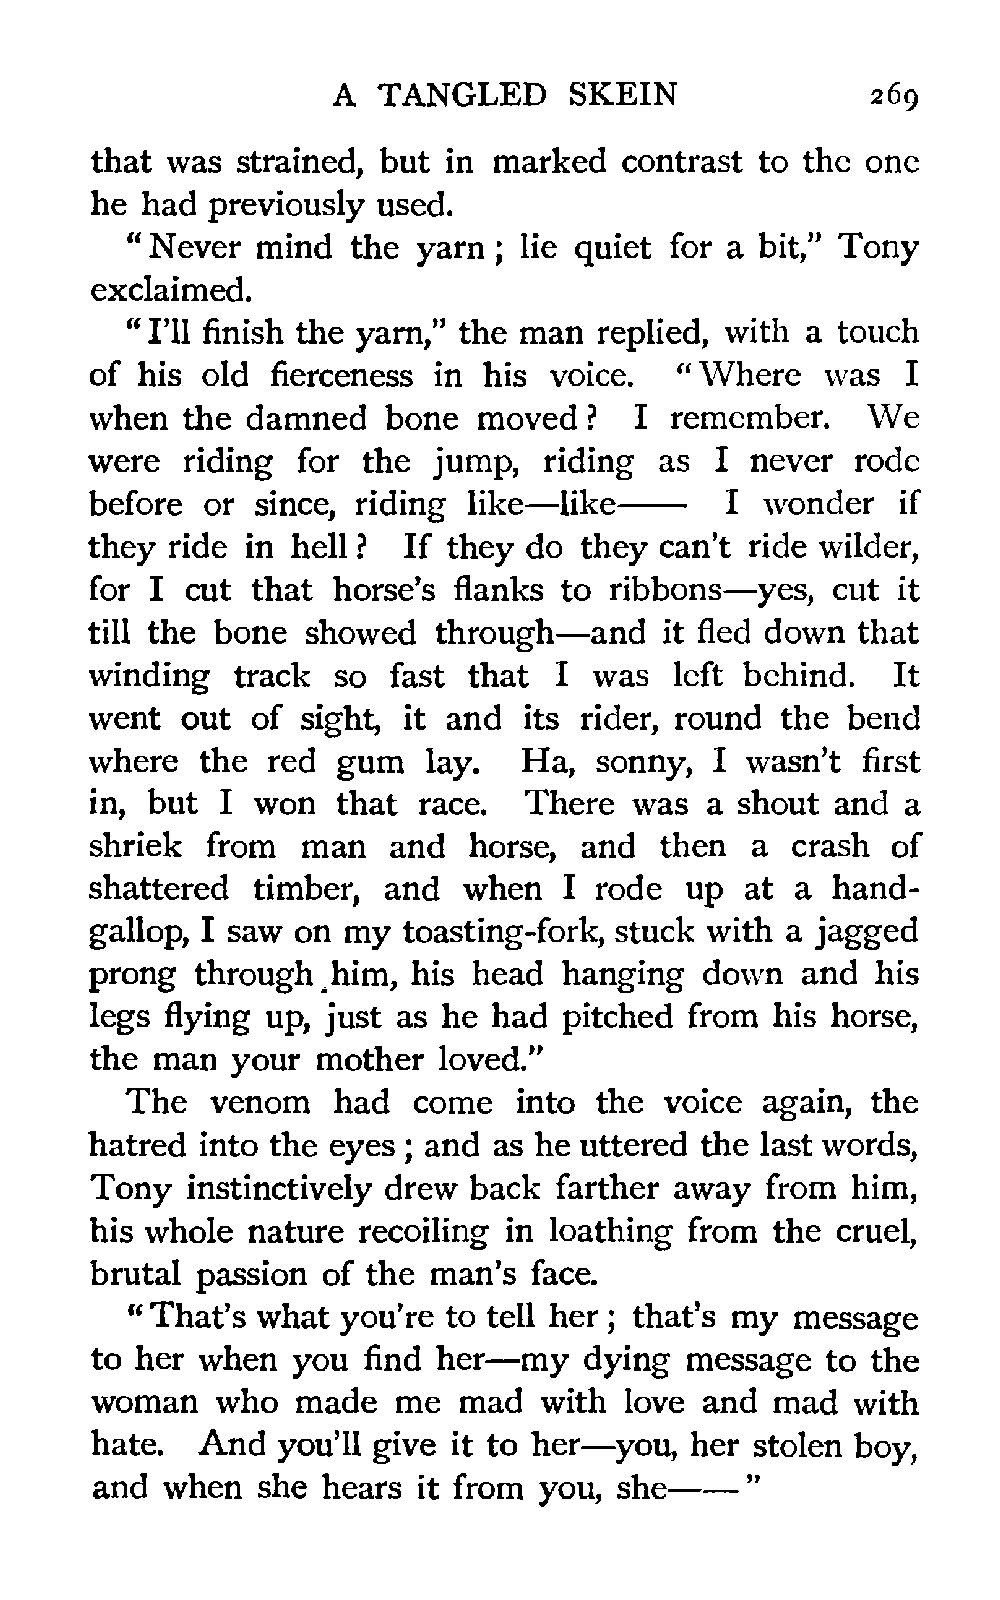 A TANGLED SKEIN 269
that was strained, but in marked contrast to the one
he had previously used.
"Never mind the yarn; lie quiet for a bit," Tony
exclaimed.
"I'll finish the yarn," the man replied, with a touch
of his old fierceness in his voice. "Where was I
when the damned bone moved? I remember. We
were riding for the jump, riding as I never rode
before or since, riding like—like—— I wonder if
they ride in hell? If they do they can't ride wilder,
for I cut that horse's flanks to ribbons—yes, cut it
till the bone showed through—and it fled down that
winding track so fast that I was left behind. It
went out of sight, it and its rider, round the bend
where the red gum lay. Ha, sonny, I wasn't first
in, but I won that race. There was a shout and a
shriek from man and horse, and then a crash of
shattered timber, and when I rode up at a hand-
gallop, I saw on my toasting-fork, stuck with a jagged
prong through him, his head hanging down and his
legs flying up, just as he had pitched from his horse,
the man your mother loved."
The venom had come into the voice again, the
hatred into the eyes; and as he uttered the last words,
Tony instinctively drew back farther away from him,
his whole nature recoiling in loathing from the cruel,
brutal passion of the man's face.
"That's what you're to tell her; that's my message
to her when you find her—my dying message to the
woman who made me mad with love and mad with
hate. And you'll give it to her—you, her stolen boy,
and when she hears it from you, she——"